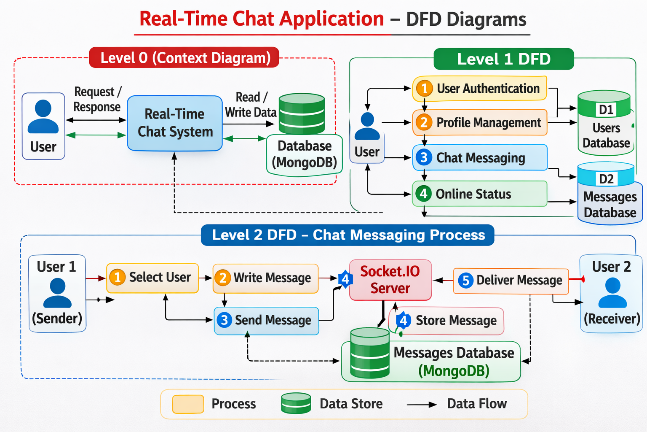 Real-Time Chat Application – DFD Diagrams
Level 0 (Context Diagram)
Request /
Response
User
Real-Time
Chat System
Read /
Write Data
Database
(MongoDB)
Level 1 DFD
User
1 User Authentication
2 Profile Management
3 Chat Messaging
4 Online Status
D1
Users
Database
D2
Messages
Database
Level 2 DFD – Chat Messaging Process
User 1
(Sender)
1 Select User
2 Write Message
3 Send Message
4
Socket.IO
Server
4 Store Message
5 Deliver Message
User 2
(Receiver)
Messages Database
(MongoDB)
Process
Data Store
Data Flow